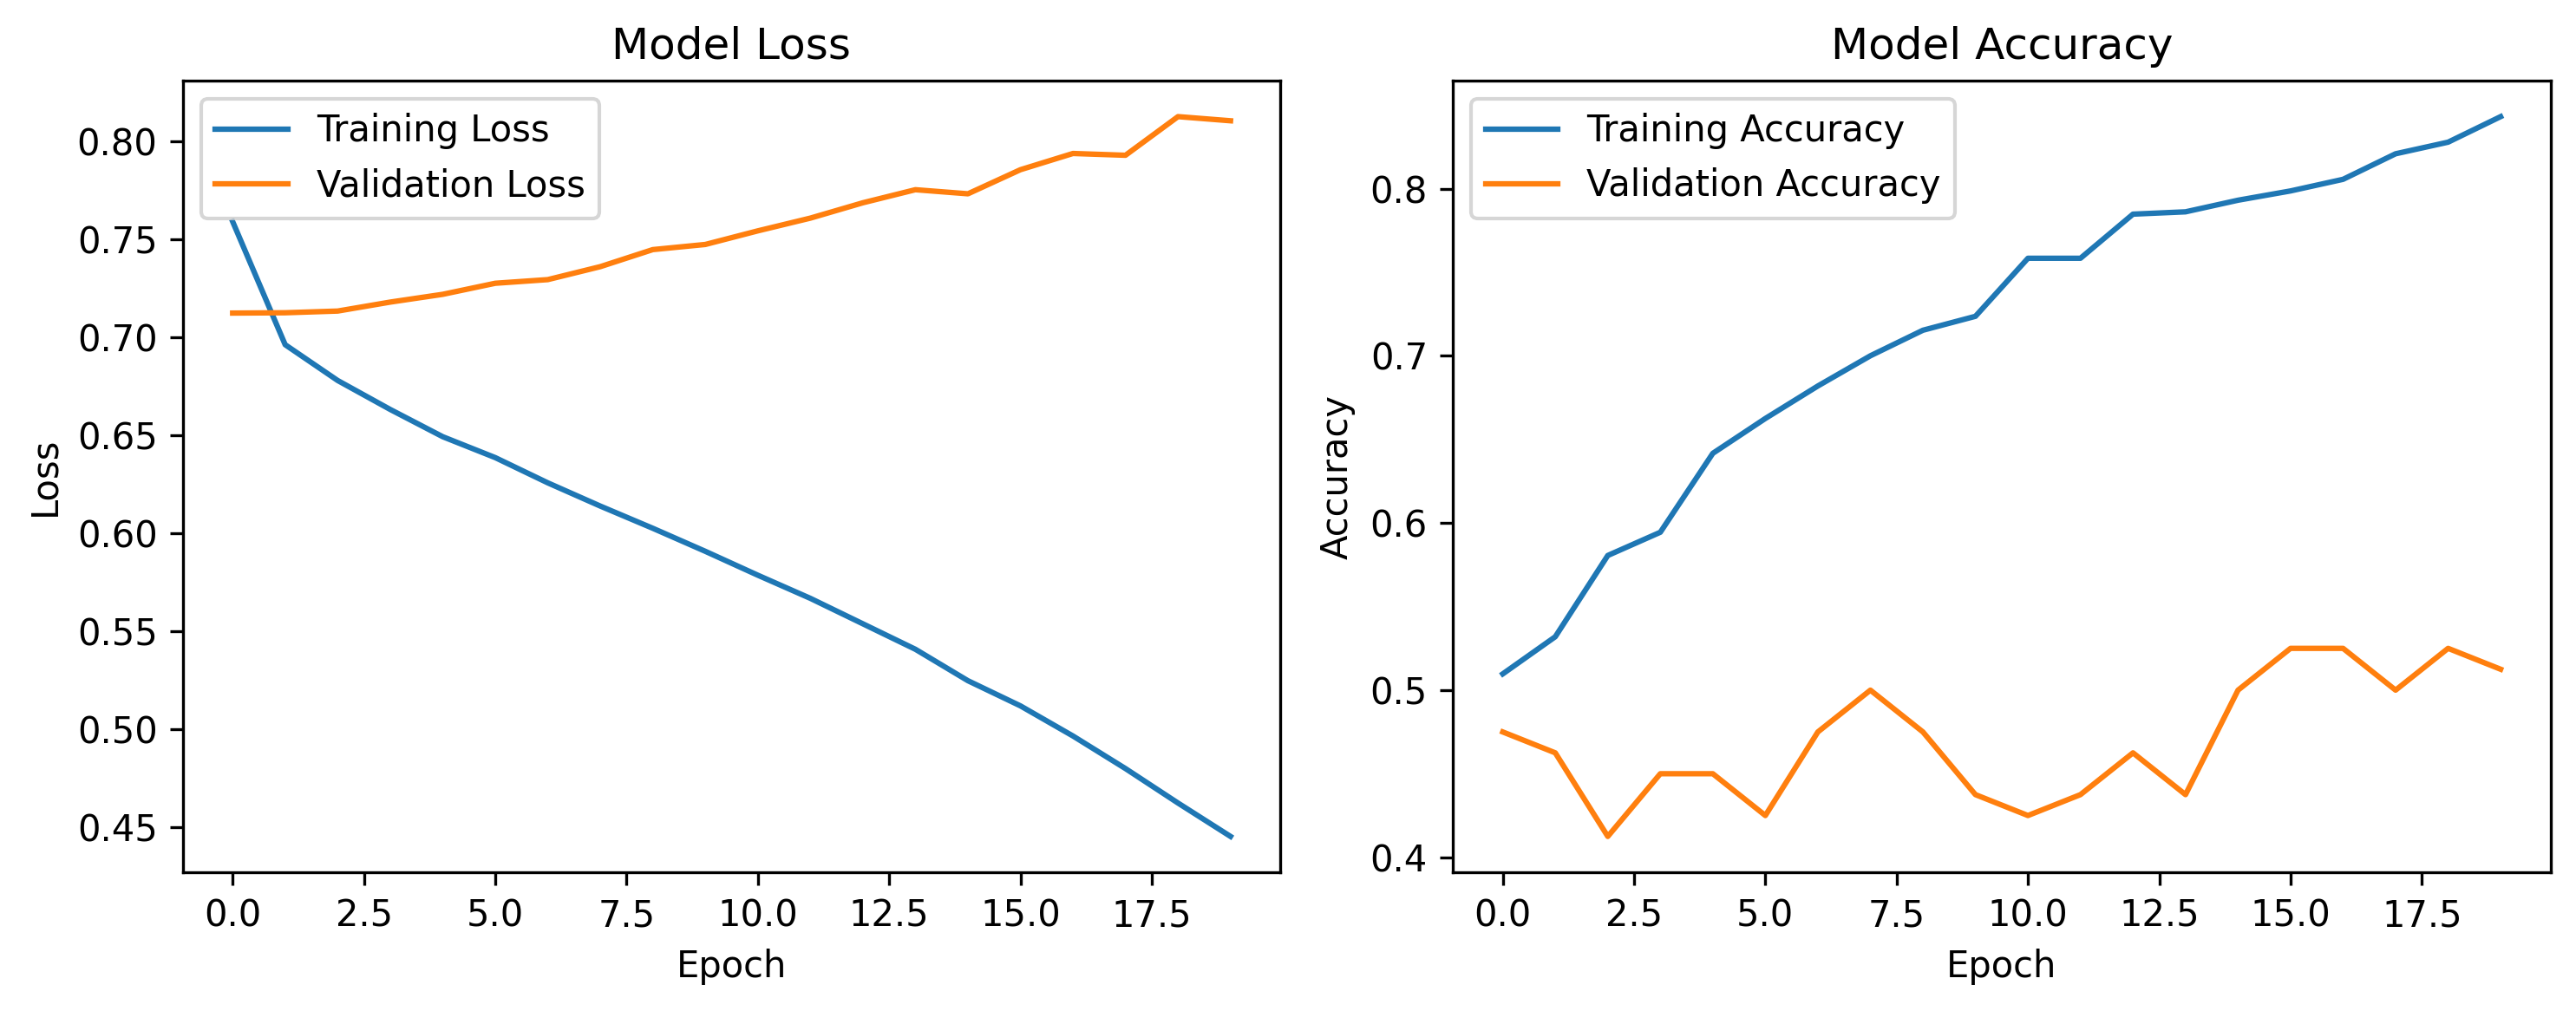 Model Loss
Training Loss
Validation Loss
0.80
0.75
0.70
0.65
0.60
0.55
0.50
0.45
Loss
0.0 2.5 5.0 7.5 10.0 12.5 15.0 17.5
Epoch
Model Accuracy
Training Accuracy
Validation Accuracy
0.8
0.7
0.6
0.5
0.4
Accuracy
0.0 2.5 5.0 7.5 10.0 12.5 15.0 17.5
Epoch